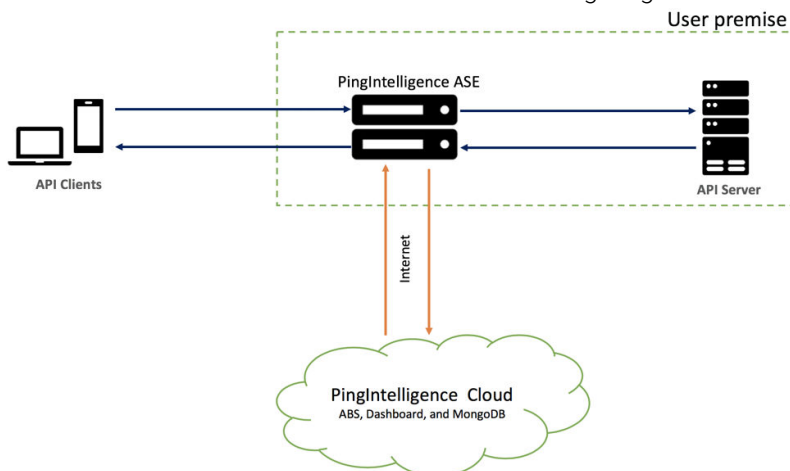 User premise
PingIntelligence ASE
API Clients
API Server
Internet
PingIntelligence Cloud
ABS, Dashboard, and MongoDB